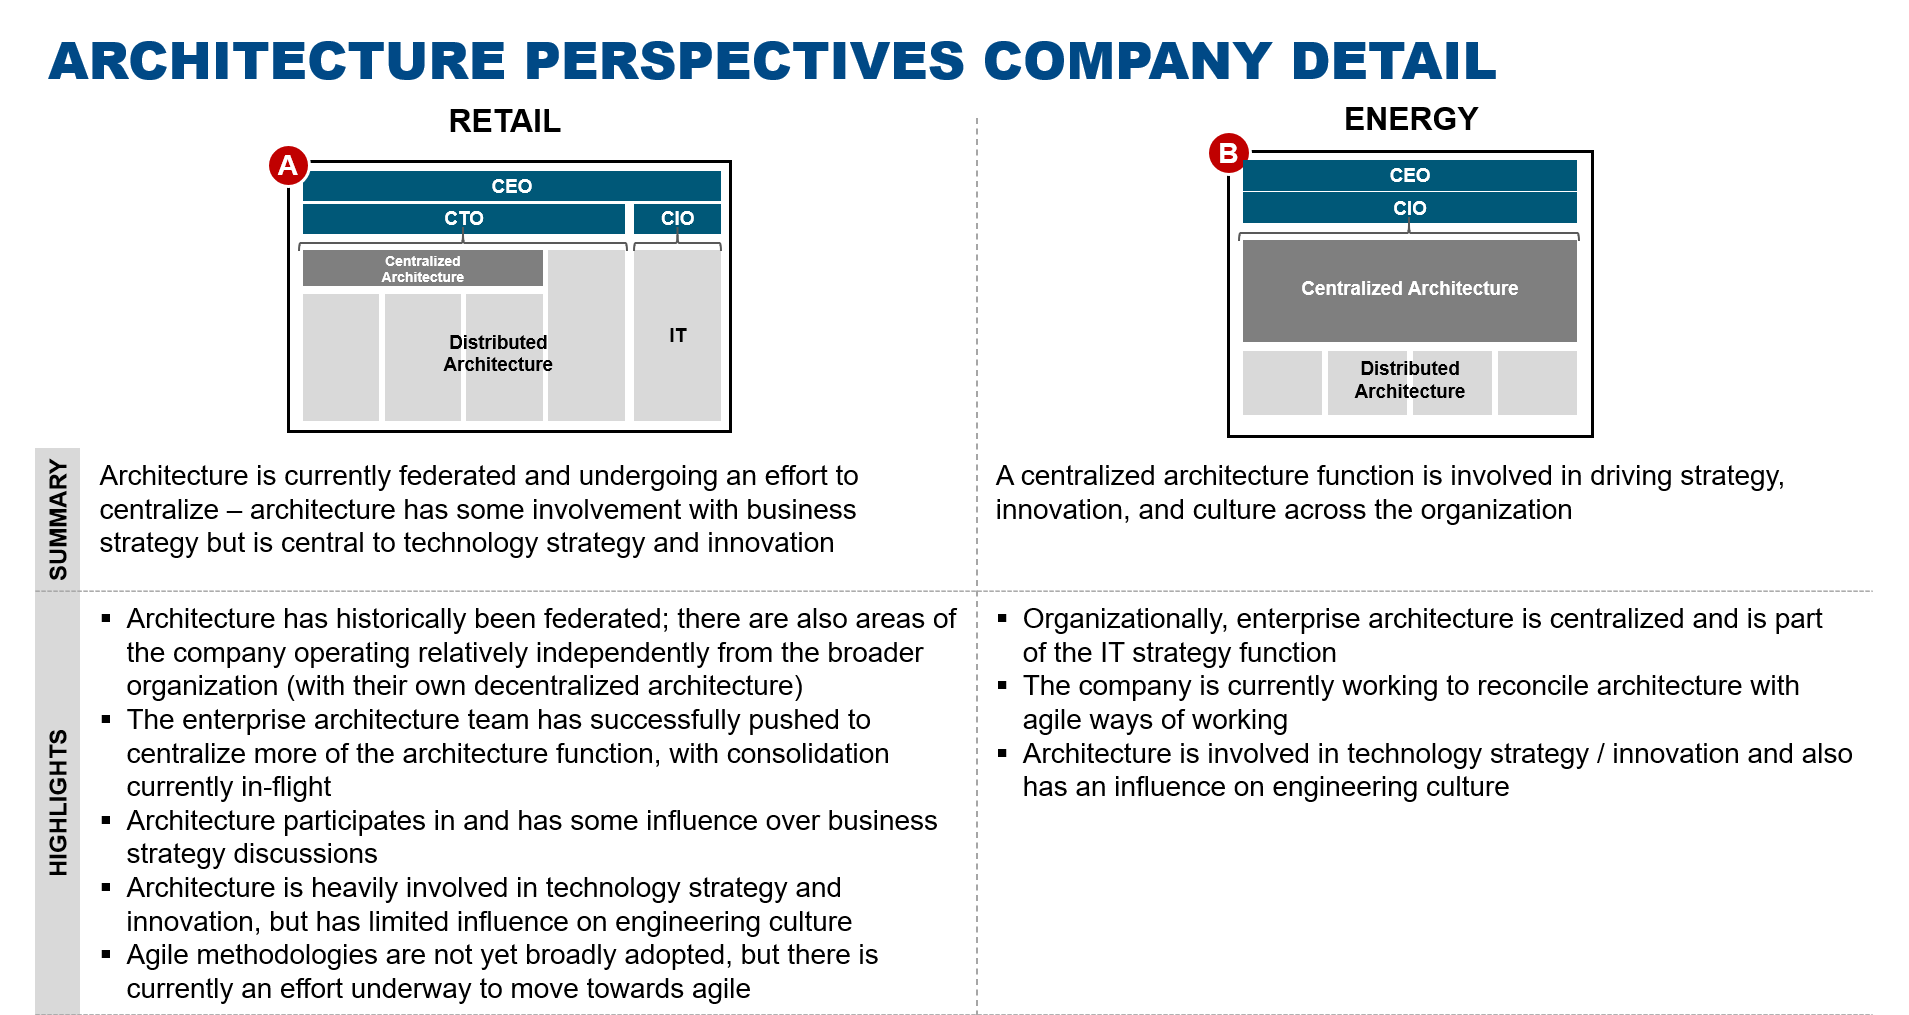 ARCHITECTURE PERSPECTIVES COMPANY DETAIL
RETAIL
A
CEO
CTO
CIO
Centralized
Architecture
Distributed
Architecture
IT
ENERGY
B
CEO
CIO
Centralized Architecture
Distributed
Architecture
SUMMARY
Architecture is currently federated and undergoing an effort to
centralize – architecture has some involvement with business
strategy but is central to technology strategy and innovation
A centralized architecture function is involved in driving strategy,
innovation, and culture across the organization
HIGHLIGHTS
▪ Architecture has historically been federated; there are also areas of
the company operating relatively independently from the broader
organization (with their own decentralized architecture)
▪ The enterprise architecture team has successfully pushed to
centralize more of the architecture function, with consolidation
currently in-flight
▪ Architecture participates in and has some influence over business
strategy discussions
▪ Architecture is heavily involved in technology strategy and
innovation, but has limited influence on engineering culture
▪ Agile methodologies are not yet broadly adopted, but there is
currently an effort underway to move towards agile
▪ Organizationally, enterprise architecture is centralized and is part
of the IT strategy function
▪ The company is currently working to reconcile architecture with
agile ways of working
▪ Architecture is involved in technology strategy / innovation and also
has an influence on engineering culture